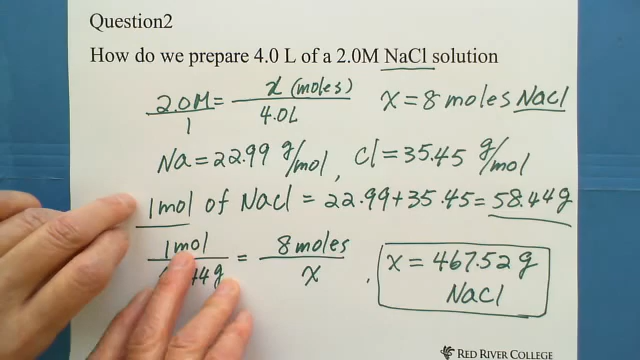 Question2
How do we prepare 4.0 L of a 2.0M NaCl solution
2.0M/1 = x (moles)/4.0L x = 8 moles NaCl
Na = 22.99 g/mol, Cl = 35.45 g/mol
1mol of NaCl = 22.99 + 35.45 = 58.44g
1mol/44g = 8 moles/x . x = 467.52 g
NaCl
RED RIVER COLLEGE